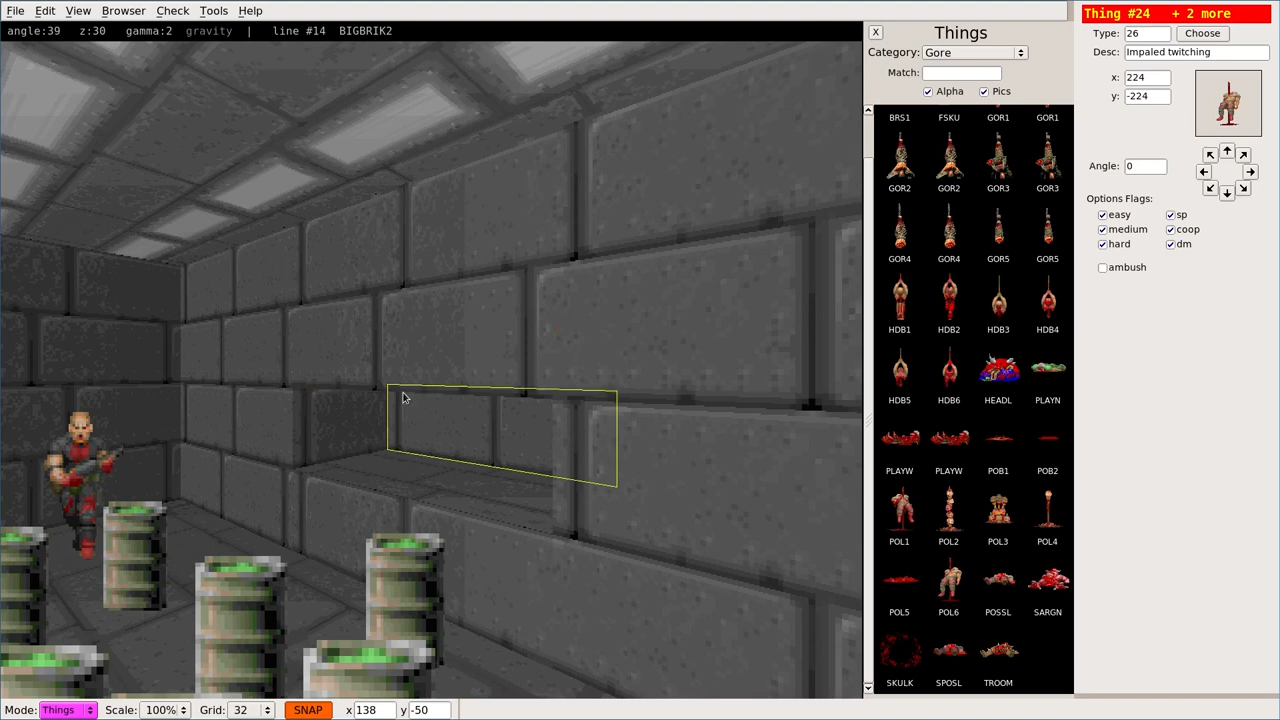 File Edit View Browser Check Tools Help
angle:39 z:30 gamma:2 gravity | line #14 BIGBRIK2
X Things
Category: Gore
Match:
Alpha Pics
BRS1 FSKU GOR1 GOR1
GOR2 GOR2 GOR3 GOR3
GOR4 GOR4 GOR5 GOR5
HDB1 HDB2 HDB3 HDB4
HDB5 HDB6 HEADL PLAYN
PLAYW PLAYW POB1 POB2
POL1 POL2 POL3 POL4
POL5 POL6 POSSL SARGN
SKULK SPOSL TROOM
Thing #24 + 2 more
Type: 26 Choose
Desc: Impaled twitching
x: 224
y: -224
Angle: 0
Options Flags:
easy sp
medium coop
hard dm
ambush
Mode: Things Scale: 100% Grid: 32 SNAP x 138 y -50